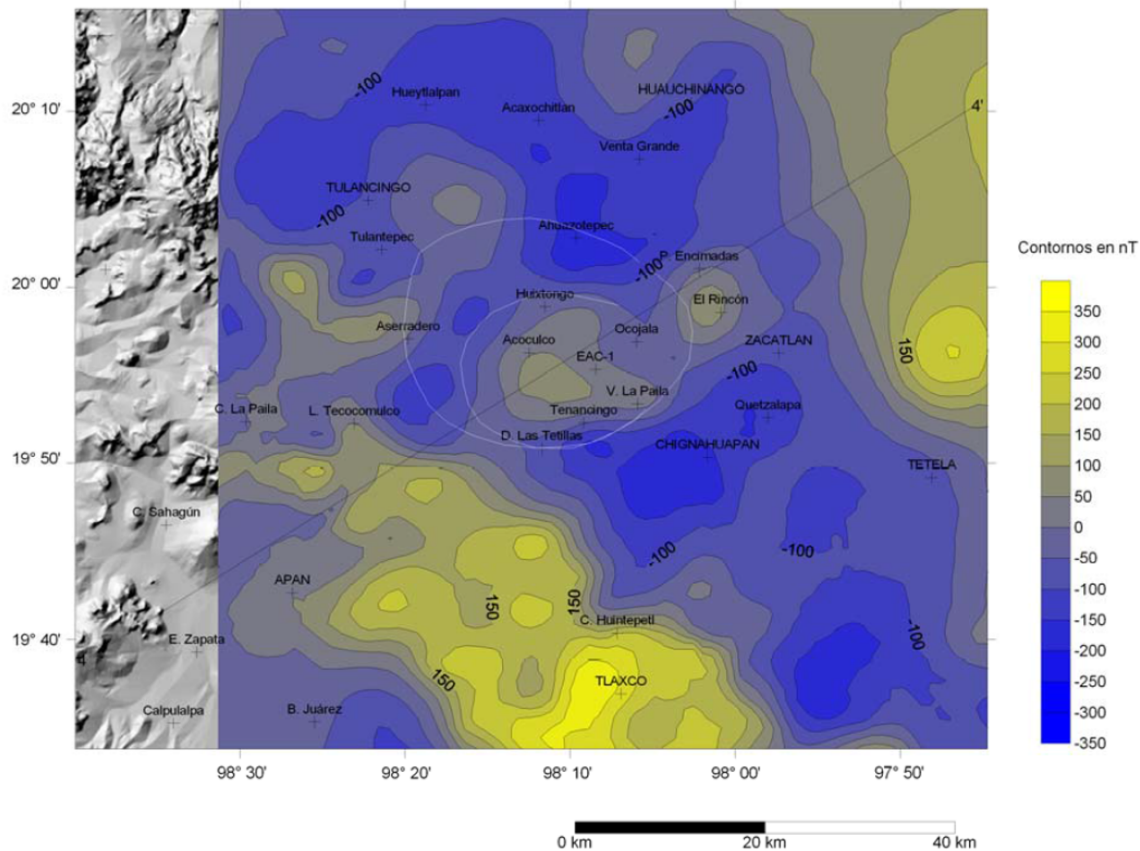 -100
Hueytlalpan
HUAUCHINANGO
20° 10'
Acaxochitlan
-100
4'
Venta Grande
TULANCINGO
-100
Ahuazotepec
Tulantepec
Contornos en nT
P. Encimadas
-100
20° 00'
Huixtongo
El Rincón
350
Aserradero
Ocojala
300
Acoculco
ZACATLAN
150
250
EAC-1
200
-100
V. La Paila
150
C. La Paila
L. Tecocomulco
Tenancingo
Quetzalapa
100
D. Las Tetillas
CHIGNAHUAPAN
50
19° 50'
TETELA
0
C. Sahagún
-50
-100
-100
-100
APAN
150
150
-150
C. Huintepetl
-200
19° 40'
E. Zapata
-100
-250
4
150
TLAXCO
-300
Calpulalpa
B. Juárez
-350
98° 30'
98° 20'
98° 10'
98° 00'
97° 50'
0 km
20 km
40 km